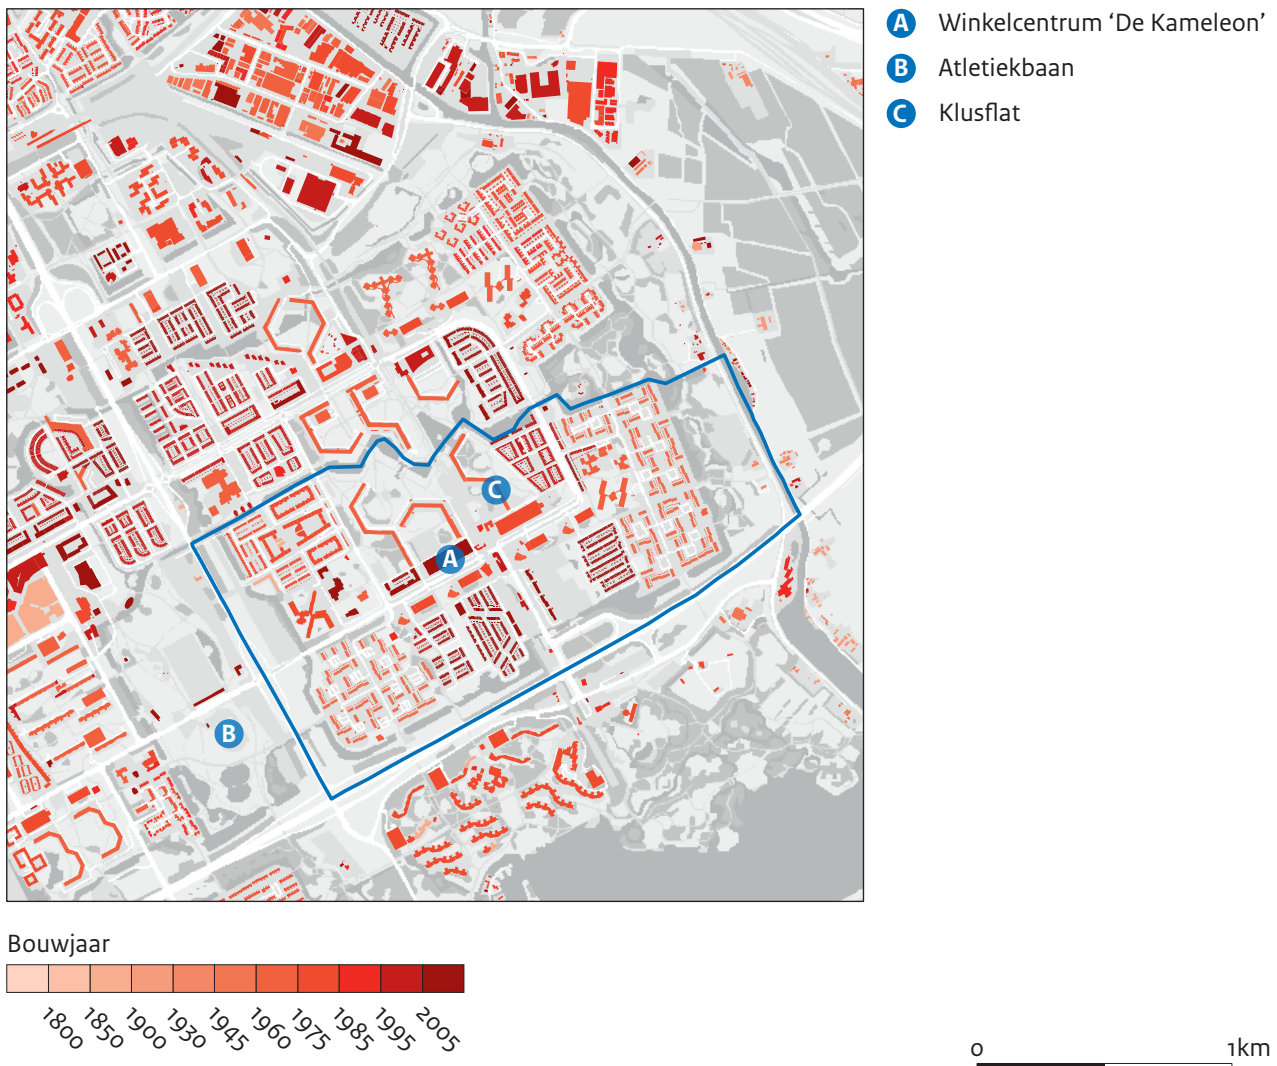 A Winkelcentrum ‘De Kameleon’
B Atletiekbaan
C Klusflat
C
A
B
Bouwjaar
1800 1850 1900 1930 1945 1960 1975 1985 1995 2005
0 1km